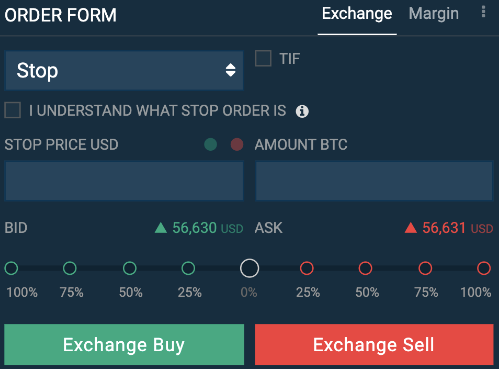 ORDER FORM Exchange Margin
Stop TIF
I UNDERSTAND WHAT STOP ORDER IS
STOP PRICE USD AMOUNT BTC
BID 56,630 USD ASK 56,631 USD
100% 75% 50% 25% 0% 25% 50% 75% 100%
Exchange Buy Exchange Sell